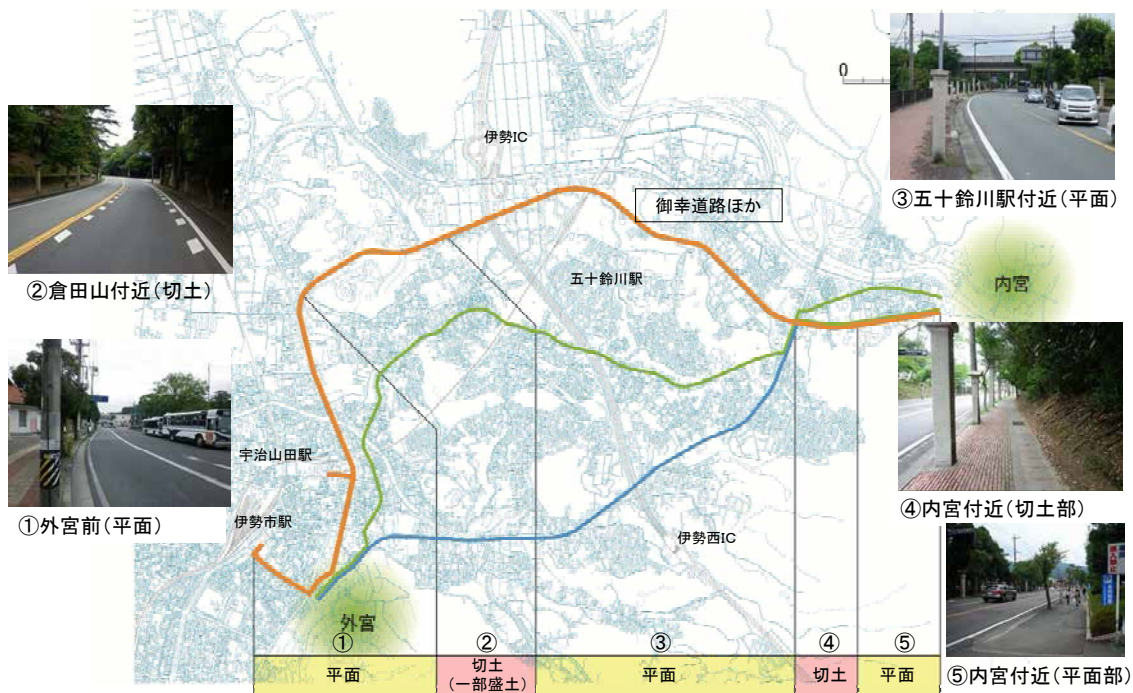 伊勢IC
0
御幸道路ほか
③五十鈴川駅付近(平面)
②倉田山付近(切土)
五十鈴川駅
内宮
宇治山田駅
④内宮付近(切土部)
①外宮前(平面)
伊勢市駅
伊勢西IC
外宮
① ② ③ ④ ⑤
平面 切土 平面 切土 平面
(一部盛土)
⑤内宮付近(平面部)